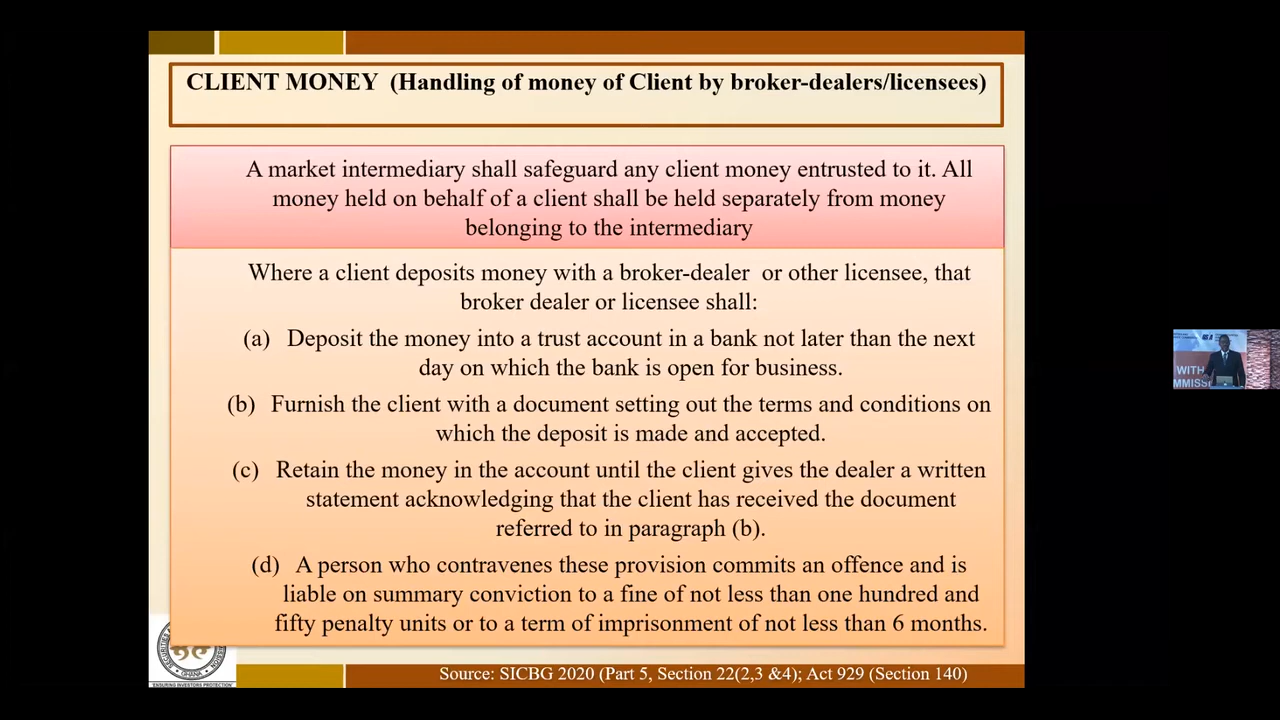 CLIENT MONEY (Handling of money of Client by broker-dealers/licensees)
A market intermediary shall safeguard any client money entrusted to it. All
money held on behalf of a client shall be held separately from money
belonging to the intermediary
Where a client deposits money with a broker-dealer or other licensee, that
broker dealer or licensee shall:
(a) Deposit the money into a trust account in a bank not later than the next
day on which the bank is open for business.
(b) Furnish the client with a document setting out the terms and conditions on
which the deposit is made and accepted.
(c) Retain the money in the account until the client gives the dealer a written
statement acknowledging that the client has received the document
referred to in paragraph (b).
(d) A person who contravenes these provision commits an offence and is
liable on summary conviction to a fine of not less than one hundred and
fifty penalty units or to a term of imprisonment of not less than 6 months.
SECURITIES
GHANA
"ENSURING INVESTORS PROTECTION"
Source: SICBG 2020 (Part 5, Section 22(2,3 &4); Act 929 (Section 140)
WITH
MMISS